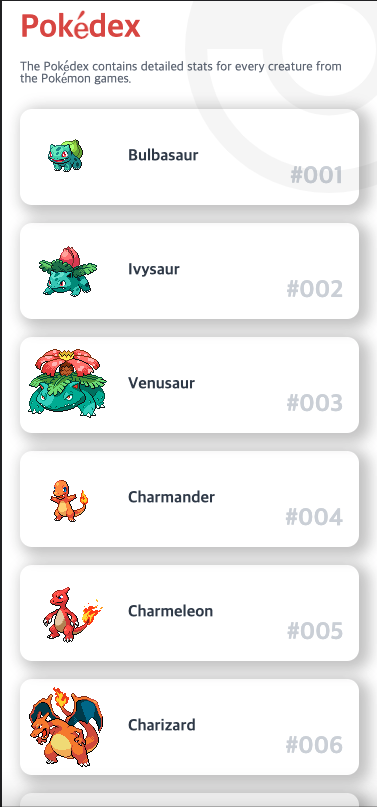 Pokédex
The Pokédex contains detailed stats for every creature from
the Pokémon games.
Bulbasaur
#001
Ivysaur
#002
Venusaur
#003
Charmander
#004
Charmeleon
#005
Charizard
#006